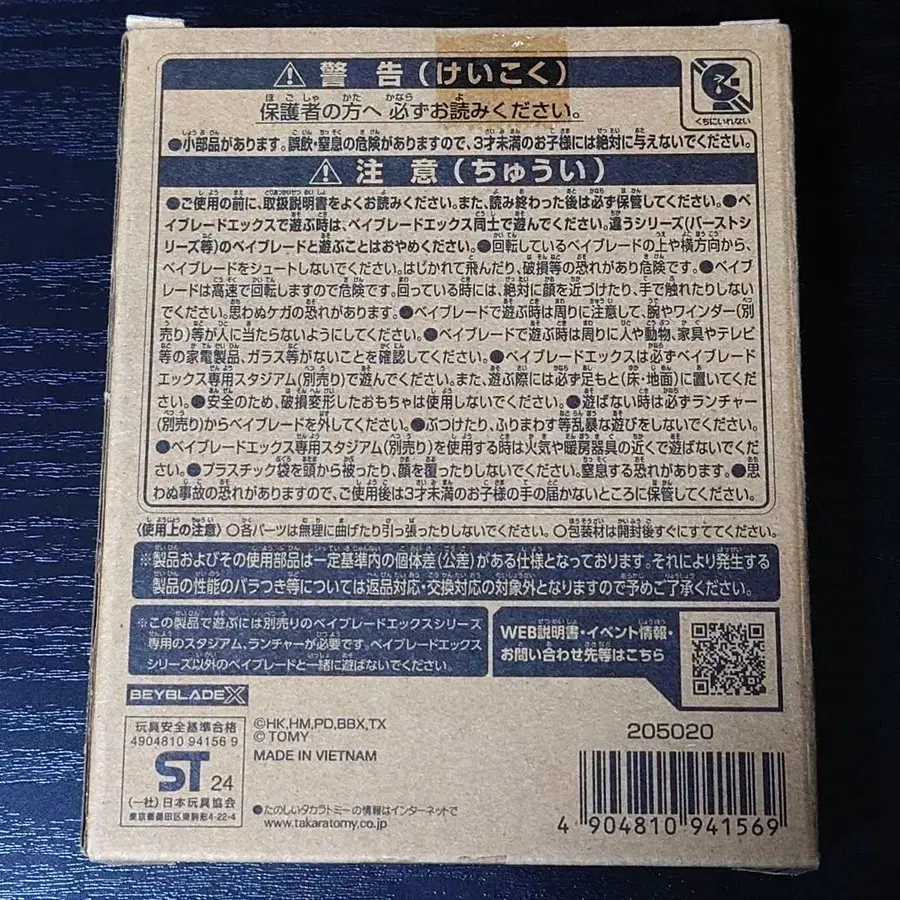 ⚠ 警告(けいこく)
保護者の方へ 必ずお読みください。
くちにいれない
●小部品があります。誤飲・窒息の危険がありますので、3才未満のお子様には絶対に与えないでください。
⚠ 注意(ちゅうい)
●ご使用の前に、取扱説明書をよくお読みください。また、読み終わった後は必ず保管してください。●ベイ
ブレードエックスで遊ぶ時は、ベイブレードエックス同士で遊んでください。違うシリーズ(バーストシ
リーズ等)のベイブレードと遊ぶことはおやめください。●回転しているベイブレードの上や横方向から、
ベイブレードをシュートしないでください。はじかれて飛んだり、破損等の恐れがあり危険です。●ベイブ
レードは高速で回転しますので危険です。回っている時には、絶対に顔を近づけたり、手で触れたりしない
でください。思わぬケガの恐れがあります。●ベイブレードで遊ぶ時は周りに注意して、腕やワインダー(別
売り)等が人に当たらないようにしてください。●ベイブレードで遊ぶ時は周りに人や動物、家具やテレビ
等の家電製品、ガラス等がないことを確認してください。●ベイブレードエックスは必ずベイブレード
エックス専用スタジアム(別売り)で遊んでください。また、遊ぶ際には必ず足もと(床・地面)に置いてくだ
さい。●安全のため、破損変形したおもちゃは使用しないでください。●遊ばない時は必ずランチャー
(別売り)からベイブレードを外してください。●ぶつけたり、ふりまわす等乱暴な遊びをしないでください。
●ベイブレードエックス専用スタジアム(別売り)を使用する時は火気や暖房器具の近くで遊ばないでくだ
さい。●プラスチック袋を頭から被ったり、顔を覆ったりしないでください。窒息する恐れがあります。●思
わぬ事故の恐れがありますので、ご使用後は3才未満のお子様の手の届かないところに保管してください。
〈使用上の注意〉○各パーツは無理に曲げたり引っ張ったりしないでください。○包装材は開封後すぐにすててください。
※製品およびその使用部品は一定基準内の個体差(公差)がある仕様となっております。それにより発生する
製品の性能のバラつき等については返品対応・交換対応の対象外となりますので予めご了承ください。
※この製品で遊ぶには別売りのベイブレードエックスシリーズ
専用のスタジアム、ランチャーが必要です。ベイブレードエックス
シリーズ以外のベイブレードと一緒に遊ばないでください。
WEB説明書・イベント情報・
お問い合わせ先等はこちら
BEYBLADE X
玩具安全基準合格
4904810 94156 9
ST 24
(一社)日本玩具協会
東京都墨田区東駒形4-22-4
©HK,HM,PD,BBX,TX
© TOMY
MADE IN VIETNAM
●たのしいタカラトミーの情報はインターネットで
www.takaratomy.co.jp
205020
4 904810 941569